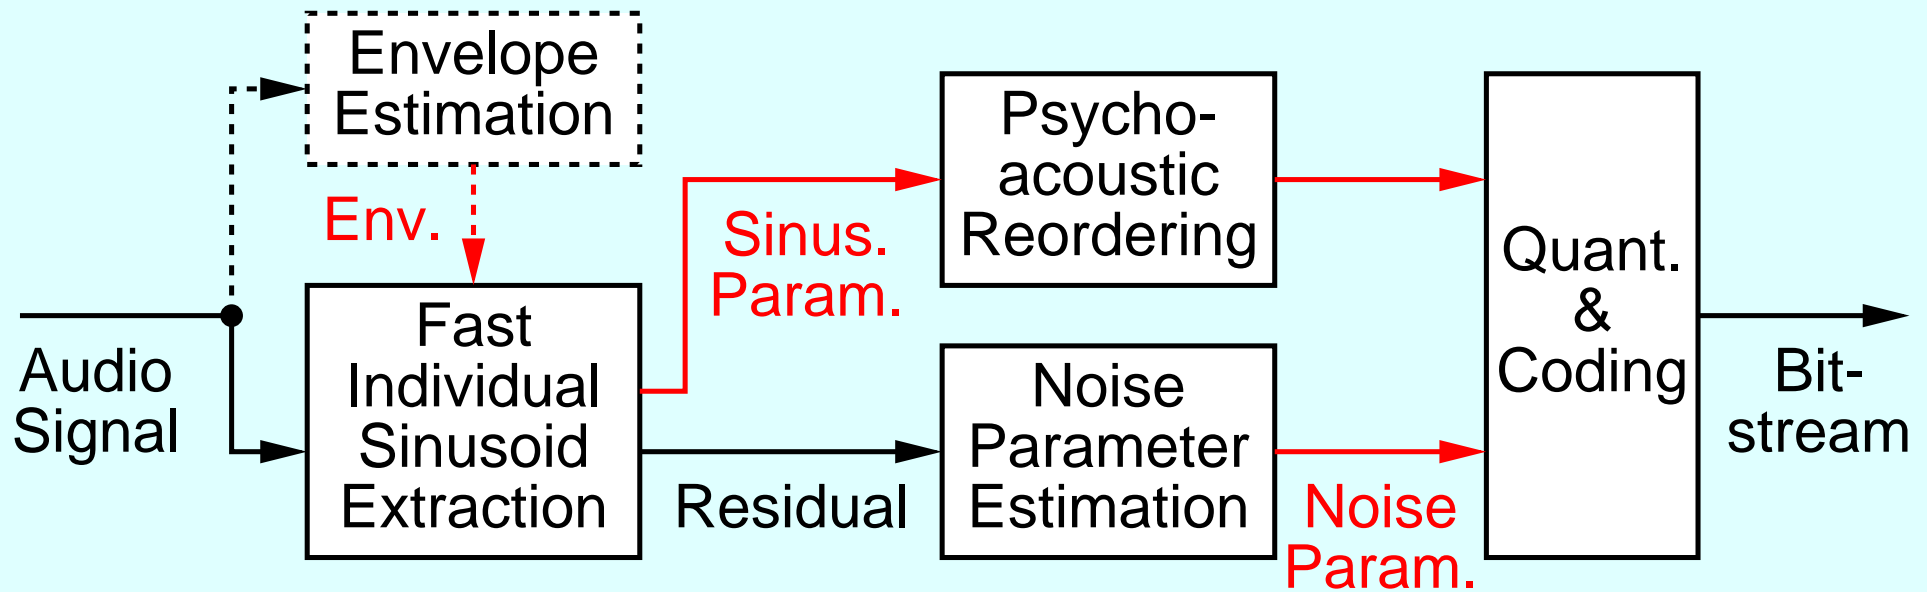 Envelope
Estimation
Env.
Audio
Signal
Fast
Individual
Sinusoid
Extraction
Sinus.
Param.
Residual
Psycho-
acoustic
Reordering
Noise
Parameter
Estimation
Noise
Param.
Quant.
&
Coding
Bit-
stream